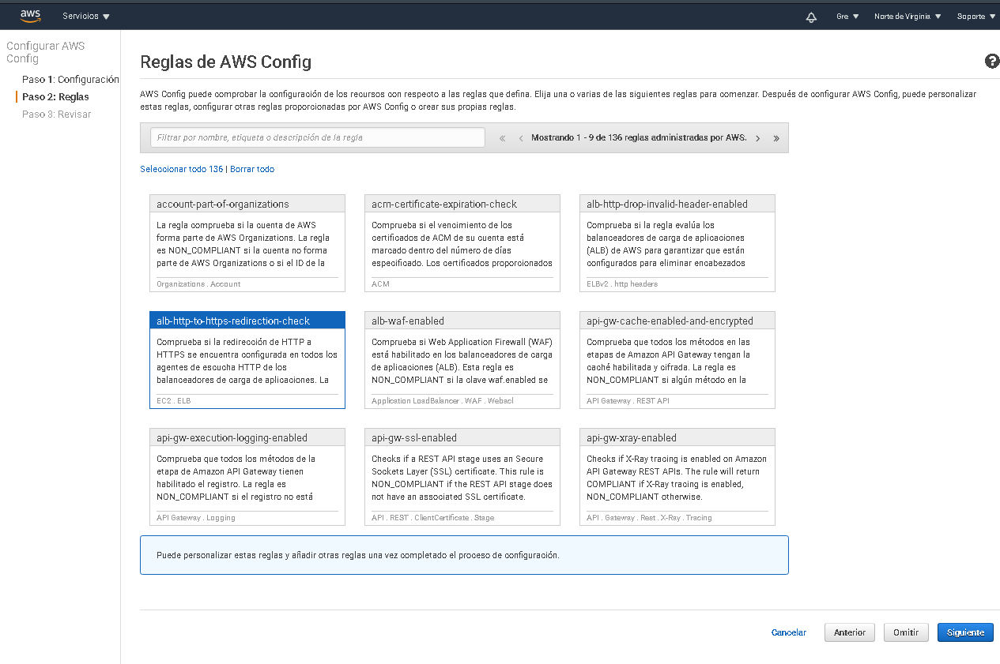 aws Servicios Gre Norte de Virginia Soporte
Configurar AWS
Config
Paso 1: Configuración
Paso 2: Reglas
Paso 3: Revisar
Reglas de AWS Config
?
AWS Config puede comprobar la configuración de los recursos con respecto a las reglas que defina. Elija una o varias de las siguientes reglas para comenzar. Después de configurar AWS Config, puede personalizar
estas reglas, configurar otras reglas proporcionadas por AWS Config o crear sus propias reglas.
Filtrar por nombre, etiqueta o descripción de la regla
« ‹ Mostrando 1 - 9 de 136 reglas administradas por AWS. › »
Seleccionar todo 136 | Borrar todo
account-part-of-organizations
La regla comprueba si la cuenta de AWS
forma parte de AWS Organizations. La regla
es NON_COMPLIANT si la cuenta no forma
parte de AWS Organizations o si el ID de la
Organizations . Account
acm-certificate-expiration-check
Comprueba si el vencimiento de los
certificados de ACM de su cuenta está
marcado dentro del número de días
especificado. Los certificados proporcionados
ACM
alb-http-drop-invalid-header-enabled
Comprueba si la regla evalúa los
balanceadores de carga de aplicaciones
(ALB) de AWS para garantizar que están
configurados para eliminar encabezados
ELBv2 . http headers
alb-http-to-https-redirection-check
Comprueba si la redirección de HTTP a
HTTPS se encuentra configurada en todos los
agentes de escucha HTTP de los
balanceadores de carga de aplicaciones. La
EC2 . ELB
alb-waf-enabled
Comprueba si Web Application Firewall (WAF)
está habilitado en los balanceadores de carga
de aplicaciones (ALB). Esta regla es
NON_COMPLIANT si la clave waf.enabled se
Application LoadBalancer . WAF . Webacl
api-gw-cache-enabled-and-encrypted
Comprueba que todos los métodos en las
etapas de Amazon API Gateway tengan la
caché habilitada y cifrada. La regla es
NON_COMPLIANT si algún método en la
API Gateway . REST API
api-gw-execution-logging-enabled
Comprueba que todos los métodos de la
etapa de Amazon API Gateway tienen
habilitado el registro. La regla es
NON_COMPLIANT si el registro no está
API Gateway . Logging
api-gw-ssl-enabled
Checks if a REST API stage uses an Secure
Sockets Layer (SSL) certificate. This rule is
NON_COMPLIANT if the REST API stage does
not have an associated SSL certificate.
API . REST . ClientCertificate . Stage
api-gw-xray-enabled
Checks if X-Ray tracing is enabled on Amazon
API Gateway REST APIs. The rule will return
COMPLIANT if X-Ray tracing is enabled,
NON_COMPLIANT otherwise.
API . Gateway . Rest . X-Ray . Tracing
Puede personalizar estas reglas y añadir otras reglas una vez completado el proceso de configuración.
Cancelar Anterior Omitir Siguiente